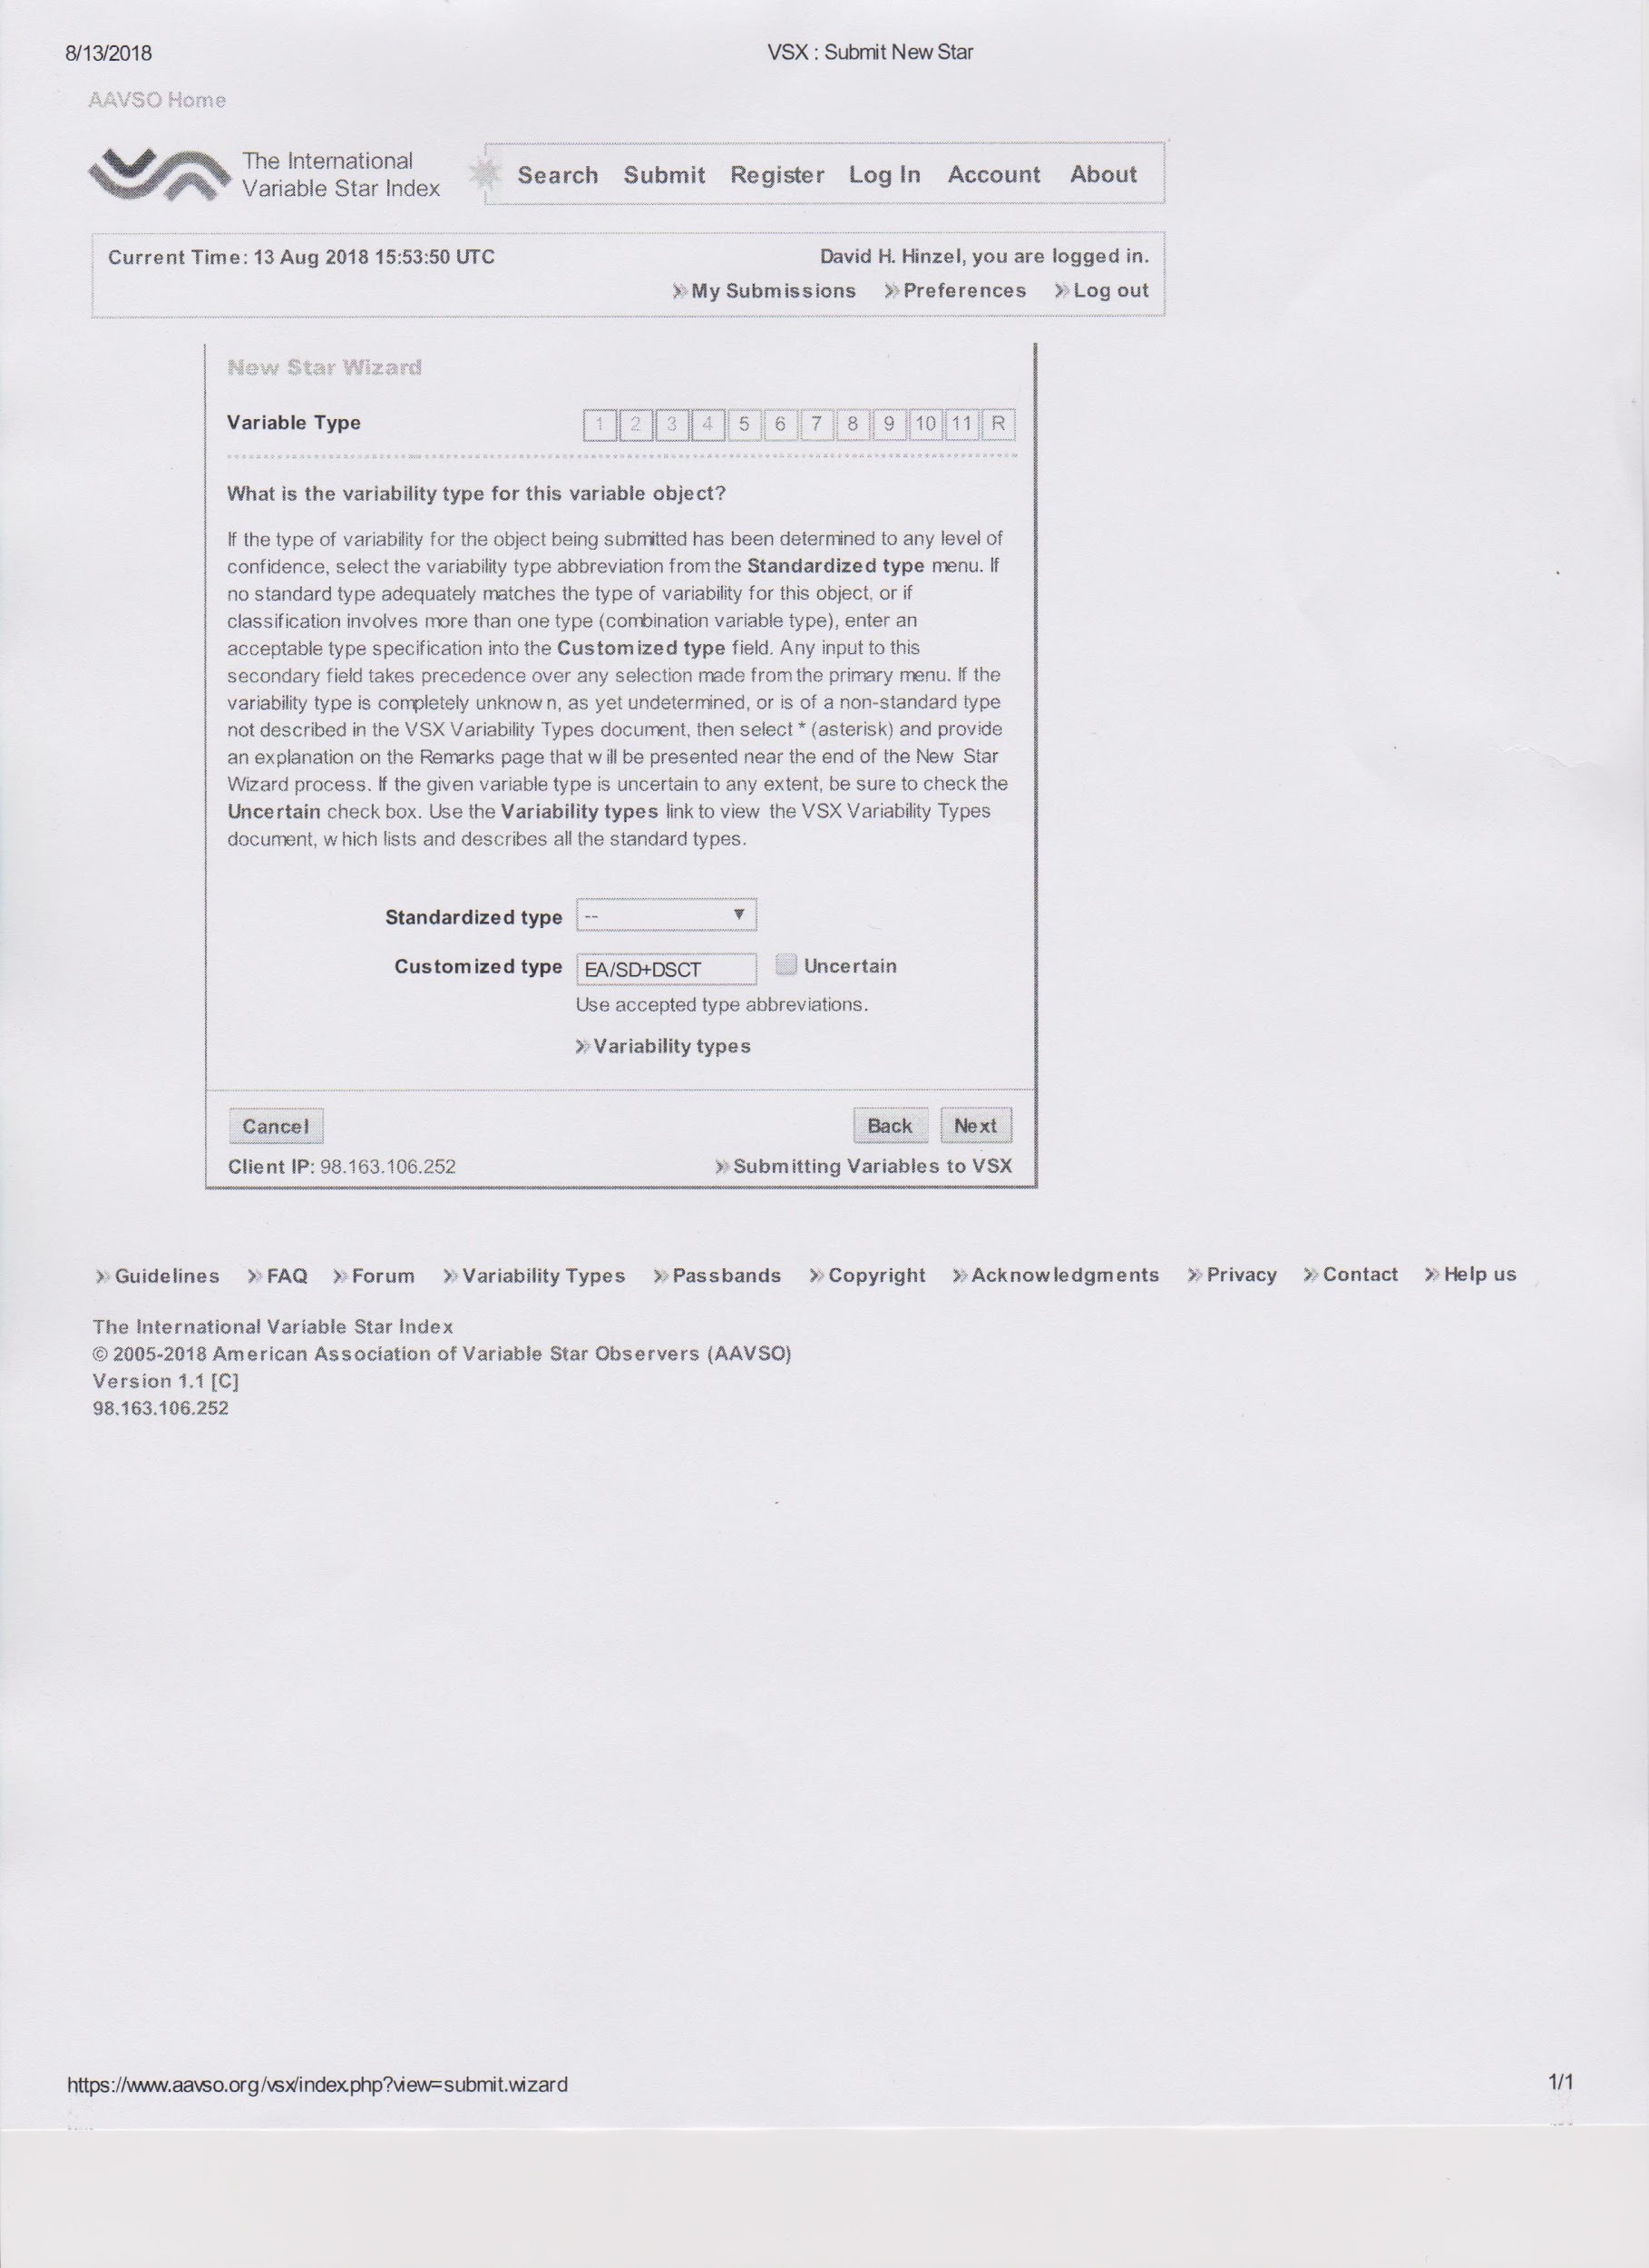 8/13/2018 VSX : Submit New Star
AAVSO Home
The International
Variable Star Index
Search Submit Register Log In Account About
Current Time: 13 Aug 2018 15:53:50 UTC David H. Hinzel, you are logged in.
» My Submissions » Preferences » Log out
New Star Wizard
Variable Type 1 2 3 4 5 6 7 8 9 10 11 R
What is the variability type for this variable object?
If the type of variability for the object being submitted has been determined to any level of
confidence, select the variability type abbreviation from the Standardized type menu. If
no standard type adequately matches the type of variability for this object, or if
classification involves more than one type (combination variable type), enter an
acceptable type specification into the Customized type field. Any input to this
secondary field takes precedence over any selection made from the primary menu. If the
variability type is completely unknown, as yet undetermined, or is of a non-standard type
not described in the VSX Variability Types document, then select * (asterisk) and provide
an explanation on the Remarks page that will be presented near the end of the New Star
Wizard process. If the given variable type is uncertain to any extent, be sure to check the
Uncertain check box. Use the Variability types link to view the VSX Variability Types
document, which lists and describes all the standard types.
Standardized type --
Customized type EA/SD+DSCT Uncertain
Use accepted type abbreviations.
» Variability types
Cancel Back Next
Client IP: 98.163.106.252 » Submitting Variables to VSX
» Guidelines » FAQ » Forum » Variability Types » Passbands » Copyright » Acknowledgments » Privacy » Contact » Help us
The International Variable Star Index
© 2005-2018 American Association of Variable Star Observers (AAVSO)
Version 1.1 [C]
98.163.106.252
https://www.aavso.org/vsx/index.php?view=submit.wizard 1/1